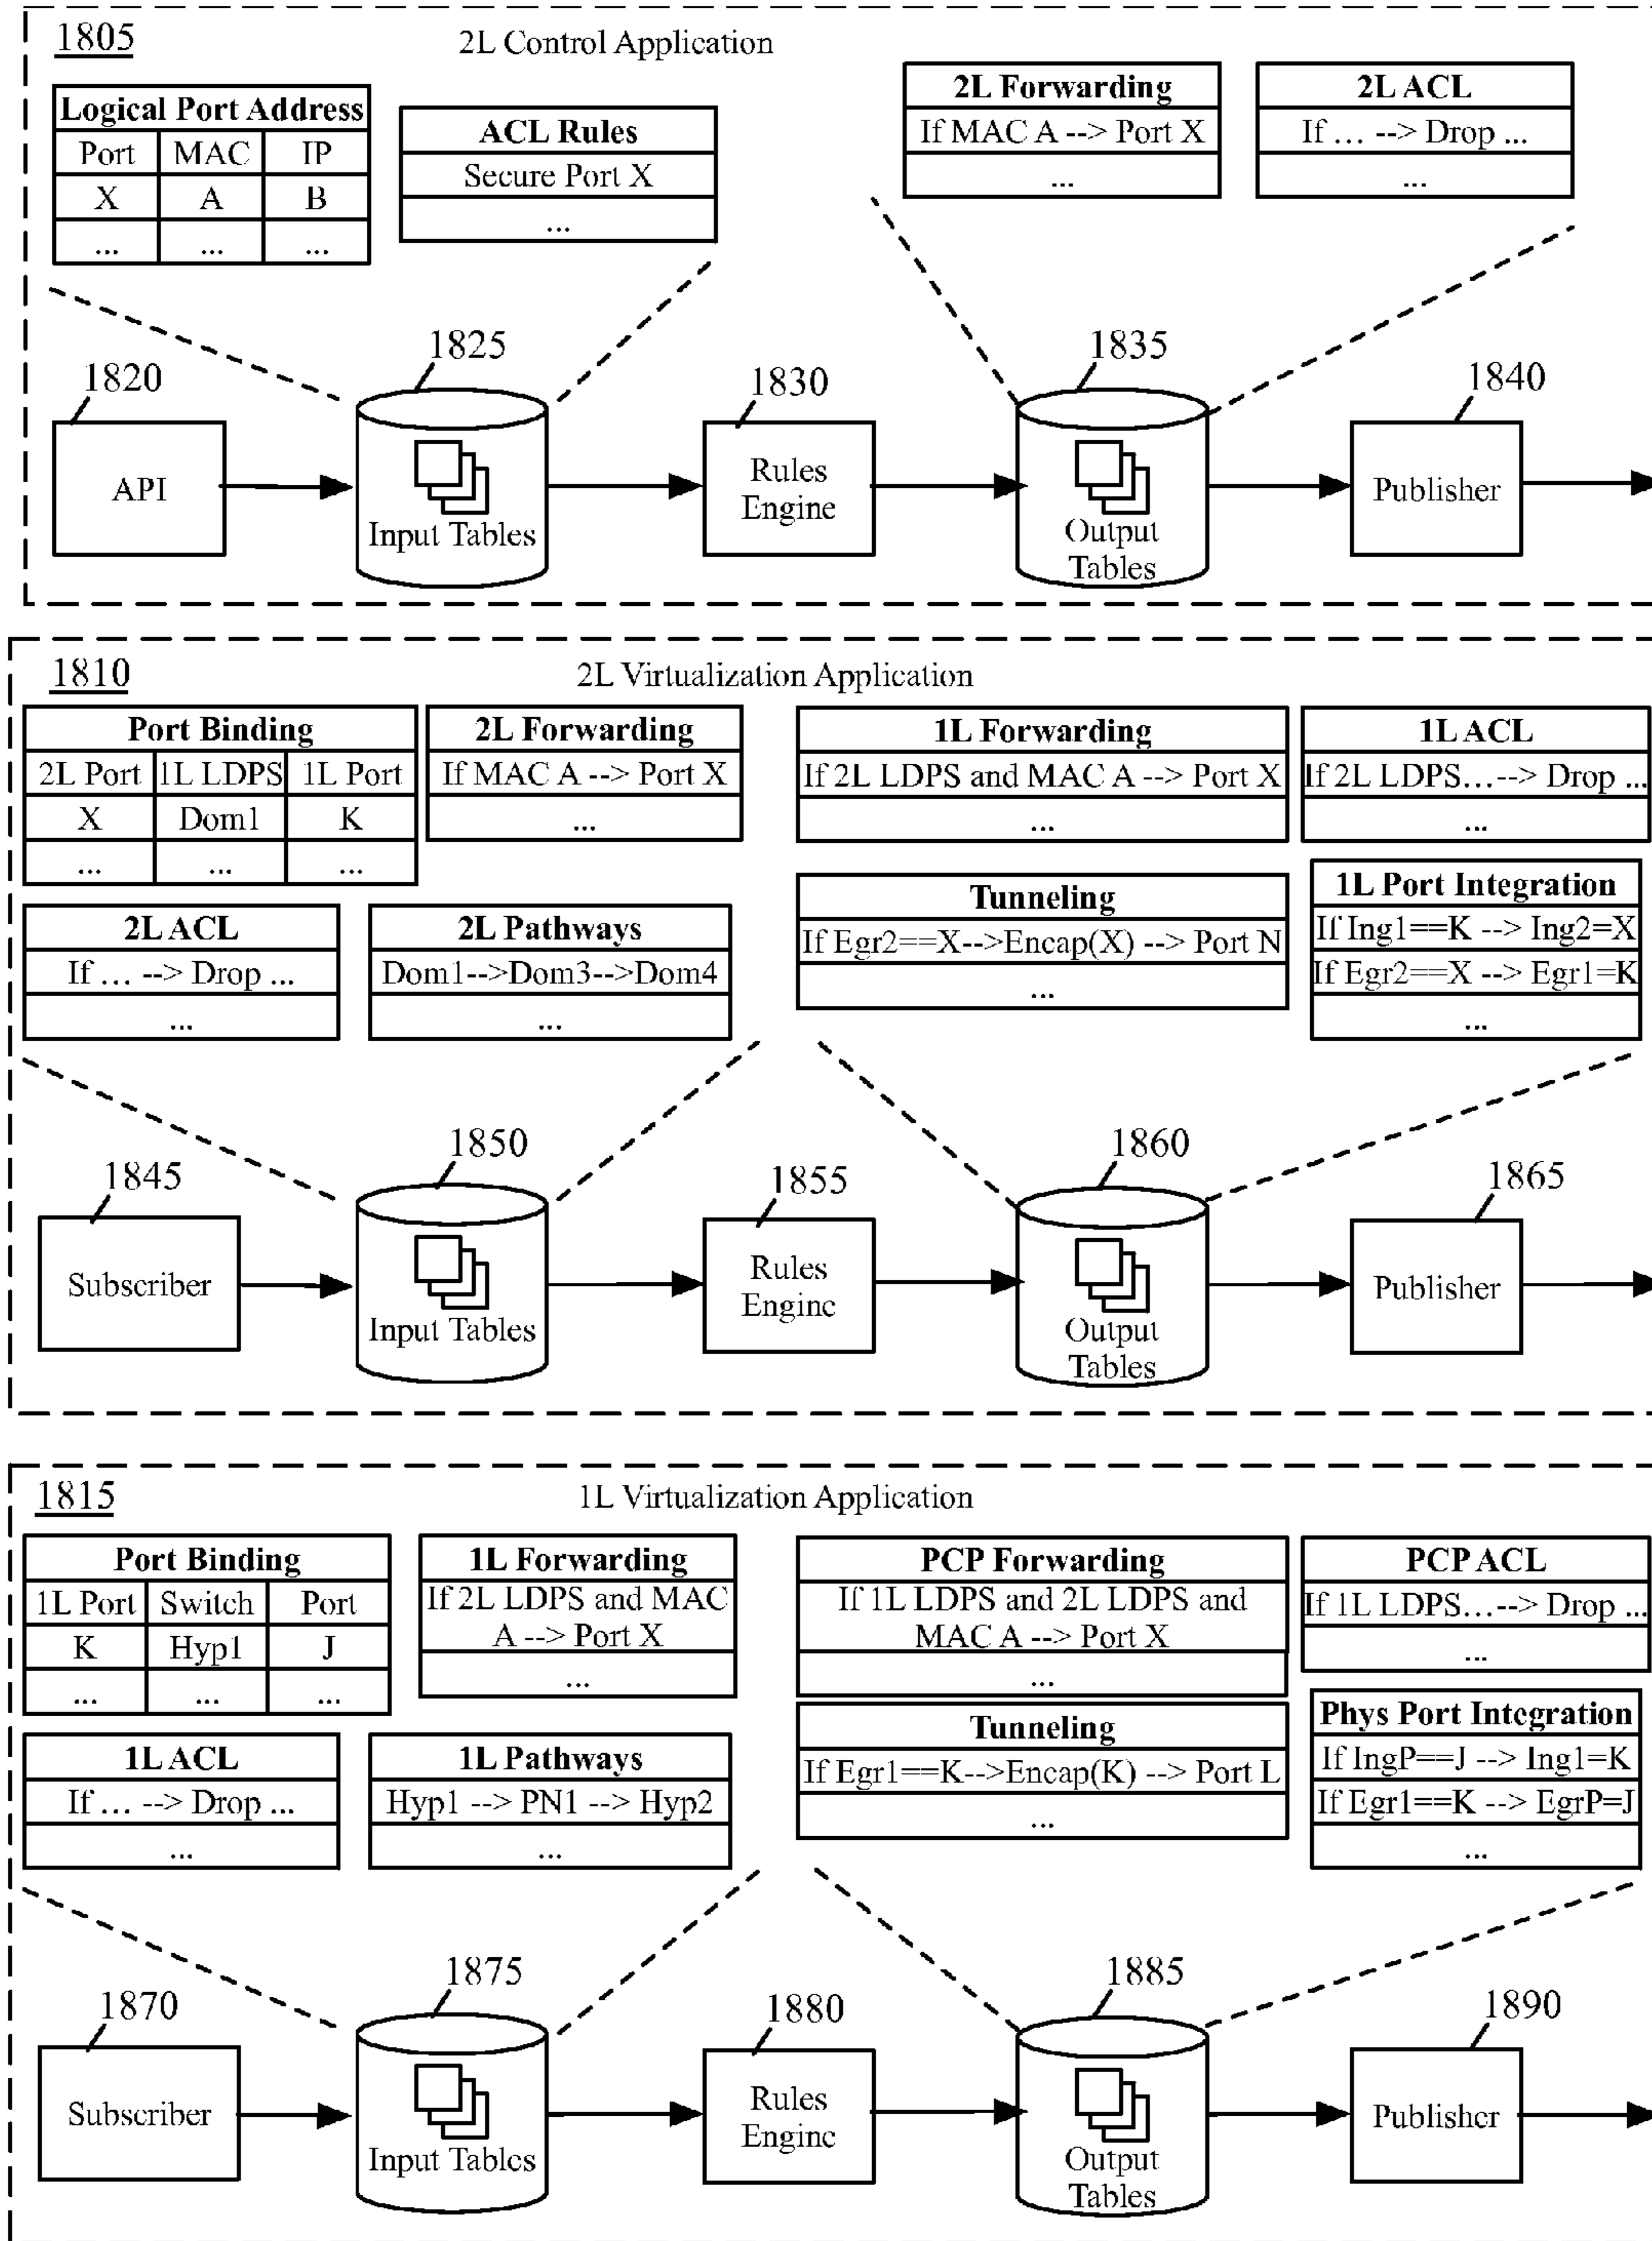 1805
2L Control Application
Logical Port Address
Port MAC IP
X A B
... ... ...
ACL Rules
Secure Port X
...
2L Forwarding
If MAC A --> Port X
...
2L ACL
If ... --> Drop ...
...
1820
API
1825
Input Tables
1830
Rules
Engine
1835
Output
Tables
1840
Publisher
1810
2L Virtualization Application
Port Binding
2L Port 1L LDPS 1L Port
X Dom1 K
... ... ...
2L Forwarding
If MAC A --> Port X
...
1L Forwarding
If 2L LDPS and MAC A --> Port X
...
1L ACL
If 2L LDPS... --> Drop ...
...
2L ACL
If ... --> Drop ...
...
2L Pathways
Dom1-->Dom3-->Dom4
...
Tunneling
If Egr2==X-->Encap(X) --> Port N
...
1L Port Integration
If Ing1==K --> Ing2=X
If Egr2==X --> Egr1=K
...
1845
Subscriber
1850
Input Tables
1855
Rules
Engine
1860
Output
Tables
1865
Publisher
1815
1L Virtualization Application
Port Binding
1L Port Switch Port
K Hyp1 J
... ... ...
1L Forwarding
If 2L LDPS and MAC
A --> Port X
...
PCP Forwarding
If 1L LDPS and 2L LDPS and
MAC A --> Port X
...
PCP ACL
If 1L LDPS... --> Drop ...
...
1L ACL
If ... --> Drop ...
...
1L Pathways
Hyp1 --> PN1 --> Hyp2
...
Tunneling
If Egr1==K-->Encap(K) --> Port L
...
Phys Port Integration
If IngP==J --> Ing1=K
If Egr1==K --> EgrP=J
...
1870
Subscriber
1875
Input Tables
1880
Rules
Engine
1885
Output
Tables
1890
Publisher